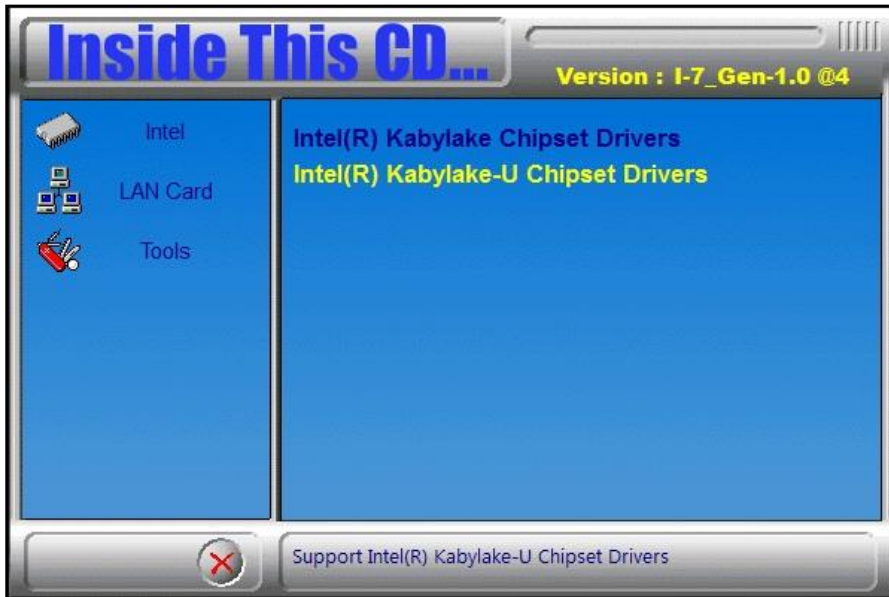 Inside This CD...
Version : I-7_Gen-1.0 @4
Intel
LAN Card
Tools
Intel(R) Kabylake Chipset Drivers
Intel(R) Kabylake-U Chipset Drivers
Support Intel(R) Kabylake-U Chipset Drivers